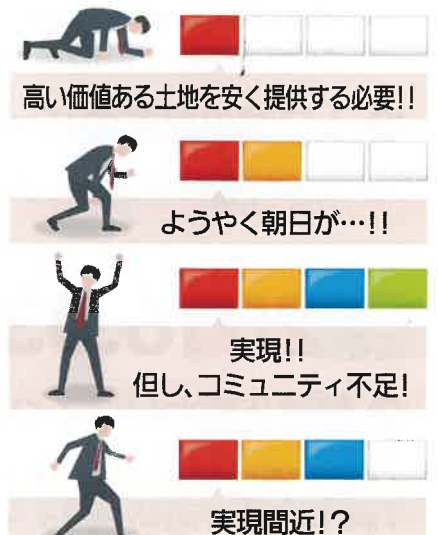 高い価値ある土地を安く提供する必要!!
ようやく朝日が…!!
実現!!
但し、コミュニティ不足!
実現間近!?